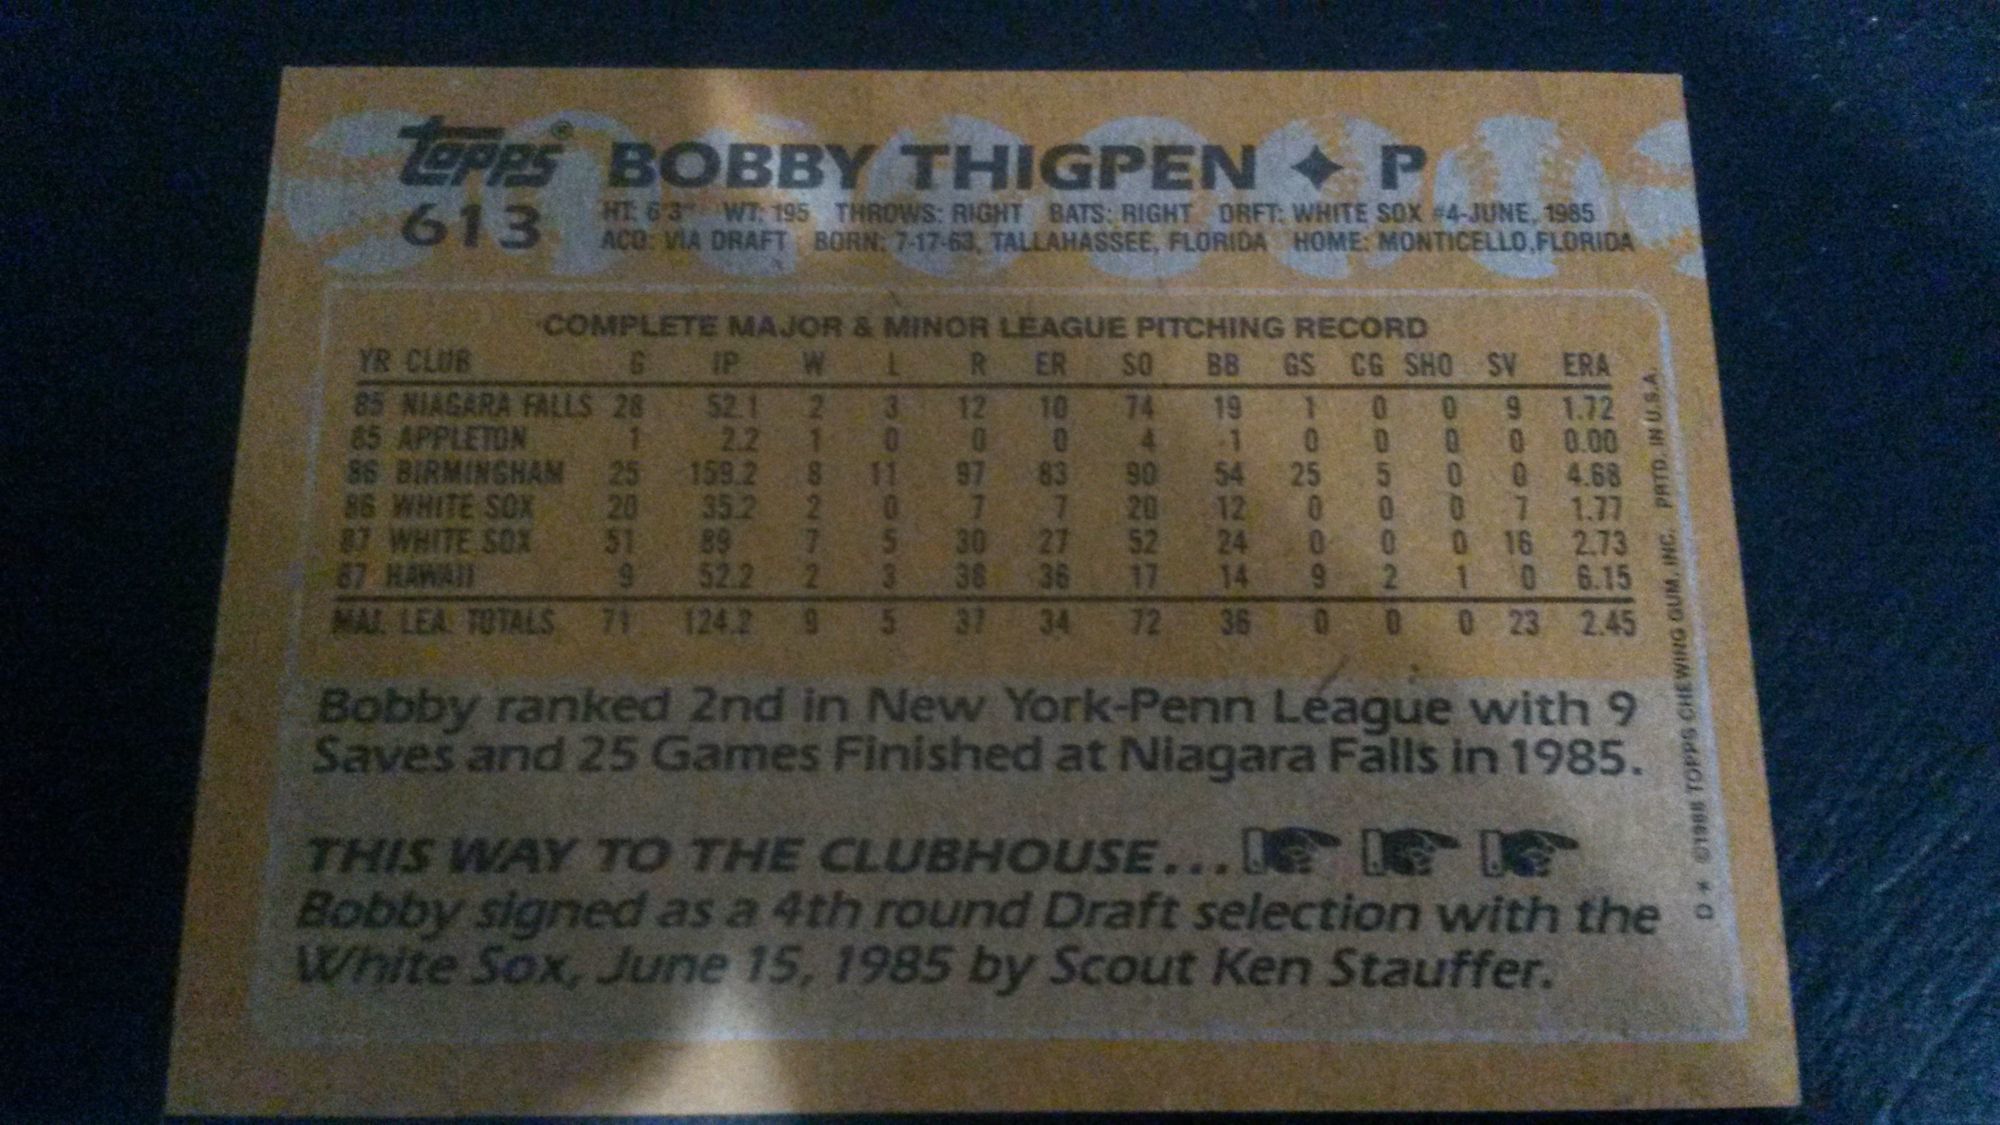 topps® BOBBY THIGPEN ✦ P
613 HT: 6'3" WT: 195 THROWS: RIGHT BATS: RIGHT DRFT: WHITE SOX #4-JUNE, 1985
ACQ: VIA DRAFT BORN: 7-17-63, TALLAHASSEE, FLORIDA HOME: MONTICELLO, FLORIDA
COMPLETE MAJOR & MINOR LEAGUE PITCHING RECORD
YR CLUB G IP W L R ER SO BB GS CG SHO SV ERA
85 NIAGARA FALLS 28 52.1 2 3 12 10 74 19 1 0 0 9 1.72
85 APPLETON 1 2.2 1 0 0 0 4 1 0 0 0 0 0.00
86 BIRMINGHAM 25 159.2 8 11 97 83 90 54 25 5 0 0 4.68
86 WHITE SOX 20 35.2 2 0 7 7 20 12 0 0 0 7 1.77
87 WHITE SOX 51 89 7 5 30 27 52 24 0 0 0 16 2.73
87 HAWAII 9 52.2 2 3 38 36 17 14 9 2 1 0 6.15
MAJ. LEA. TOTALS 71 124.2 9 5 37 34 72 36 0 0 0 23 2.45
Bobby ranked 2nd in New York-Penn League with 9
Saves and 25 Games Finished at Niagara Falls in 1985.
THIS WAY TO THE CLUBHOUSE...
Bobby signed as a 4th round Draft selection with the
White Sox, June 15, 1985 by Scout Ken Stauffer.
D* ©1988 TOPPS CHEWING GUM, INC. PRTD. IN U.S.A.